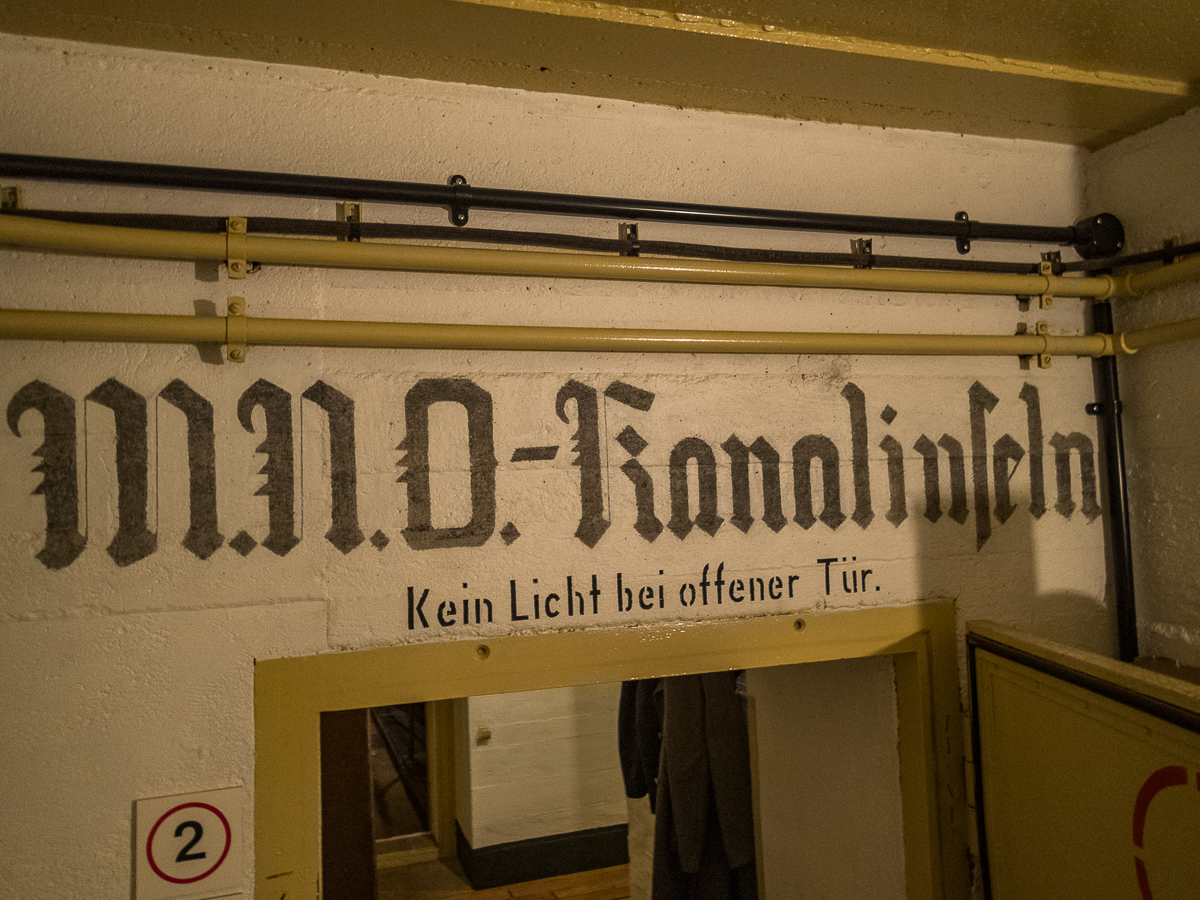 M.N.O.-Kanalinseln
Kein Licht bei offener Tür.
2